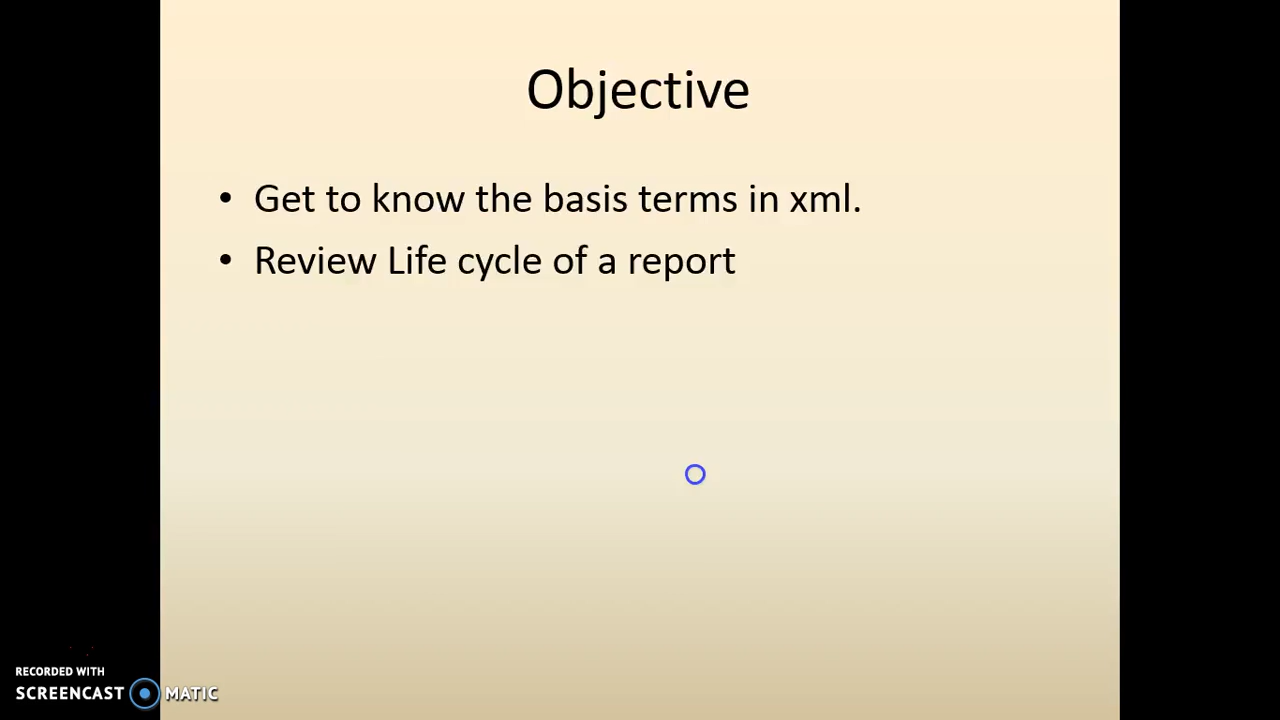 Objective
• Get to know the basis terms in xml.
• Review Life cycle of a report
RECORDED WITH
SCREENCAST MATIC